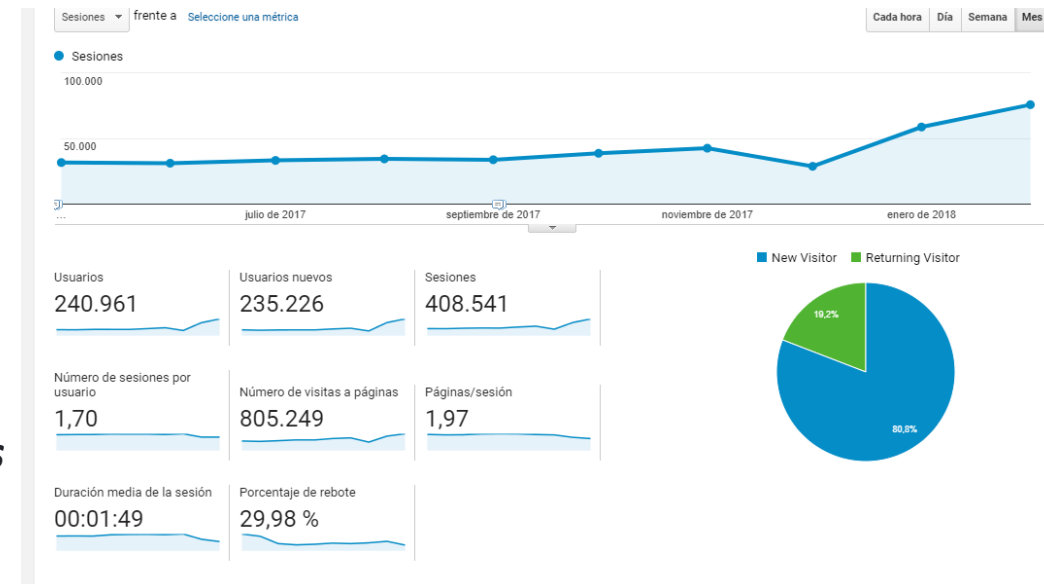 Sesiones frente a Seleccione una métrica
Cada hora Día Semana Mes
Sesiones
100.000
50.000
...
julio de 2017 septiembre de 2017 noviembre de 2017 enero de 2018
New Visitor Returning Visitor
Usuarios
240.961
Usuarios nuevos
235.226
Sesiones
408.541
19,2%
80,8%
Número de sesiones por
usuario
1,70
Número de visitas a páginas
805.249
Páginas/sesión
1,97
s
Duración media de la sesión
00:01:49
Porcentaje de rebote
29,98 %